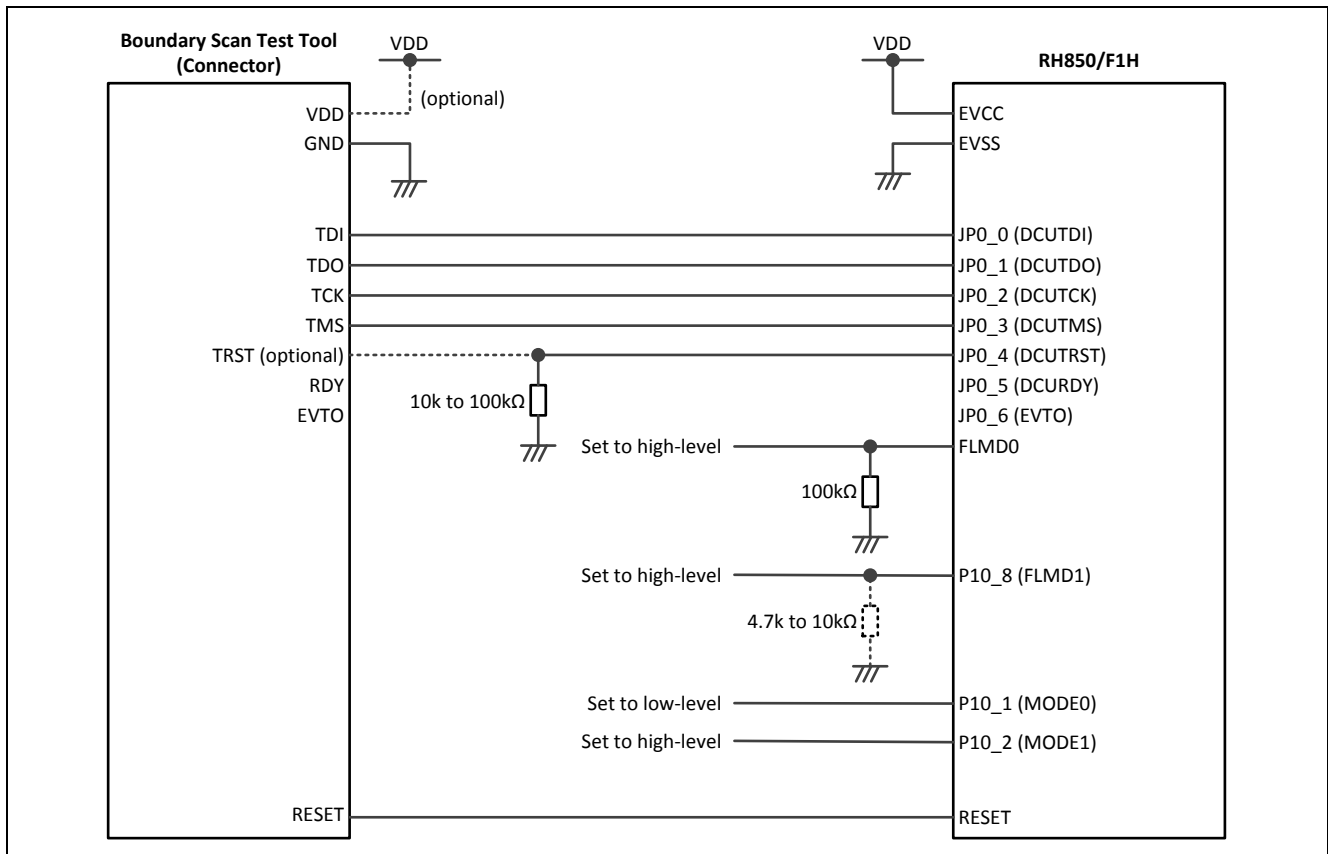 Boundary Scan Test Tool
(Connector)
VDD
VDD
RH850/F1H
(optional)
VDD
EVCC
GND
EVSS
TDI
JP0_0 (DCUTDI)
TDO
JP0_1 (DCUTDO)
TCK
JP0_2 (DCUTCK)
TMS
JP0_3 (DCUTMS)
TRST (optional)
JP0_4 (DCUTRST)
RDY
JP0_5 (DCURDY)
10k to 100kΩ
EVTO
JP0_6 (EVTO)
Set to high-level
FLMD0
100kΩ
Set to high-level
P10_8 (FLMD1)
4.7k to 10kΩ
Set to low-level
P10_1 (MODE0)
Set to high-level
P10_2 (MODE1)
RESET
RESET